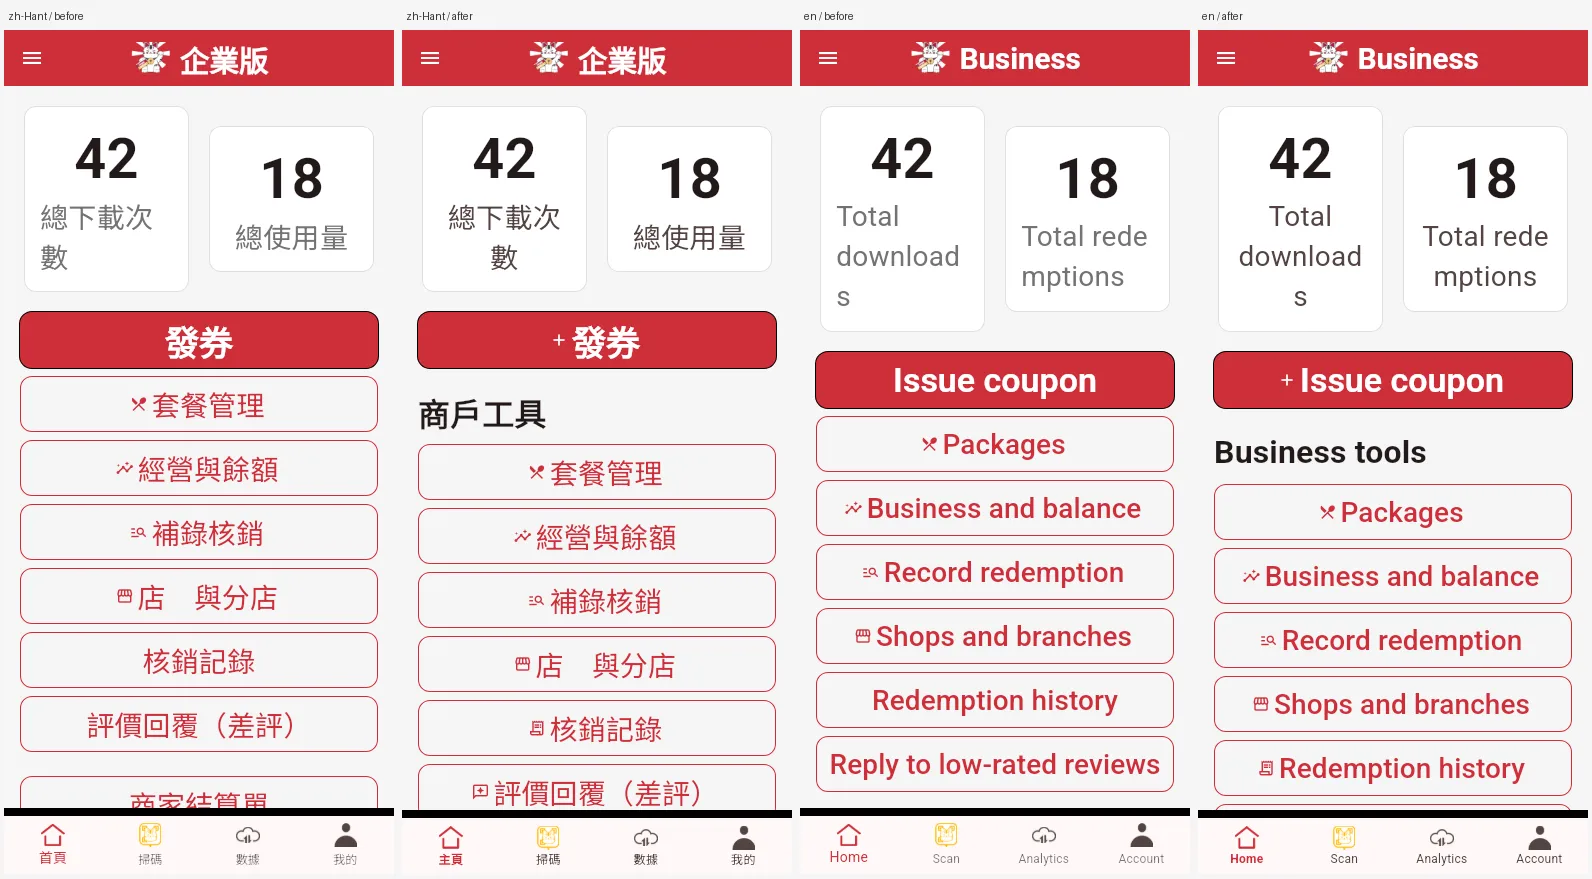 zh-Hant / before
企業版
42
總下載次
數
18
總使用量
發券
套餐管理
經營與餘額
補錄核銷
店 與分店
核銷記錄
評價回覆（差評）
商家結算單
首頁
掃碼
數據
我的
zh-Hant / after
企業版
42
總下載次
數
18
總使用量
+ 發券
商戶工具
套餐管理
經營與餘額
補錄核銷
店 與分店
核銷記錄
評價回覆（差評）
主頁
掃碼
數據
我的
en / before
Business
42
Total
download
s
18
Total rede
mptions
Issue coupon
Packages
Business and balance
Record redemption
Shops and branches
Redemption history
Reply to low-rated reviews
Home
Scan
Analytics
Account
en / after
Business
42
Total
download
s
18
Total rede
mptions
+ Issue coupon
Business tools
Packages
Business and balance
Record redemption
Shops and branches
Redemption history
Home
Scan
Analytics
Account